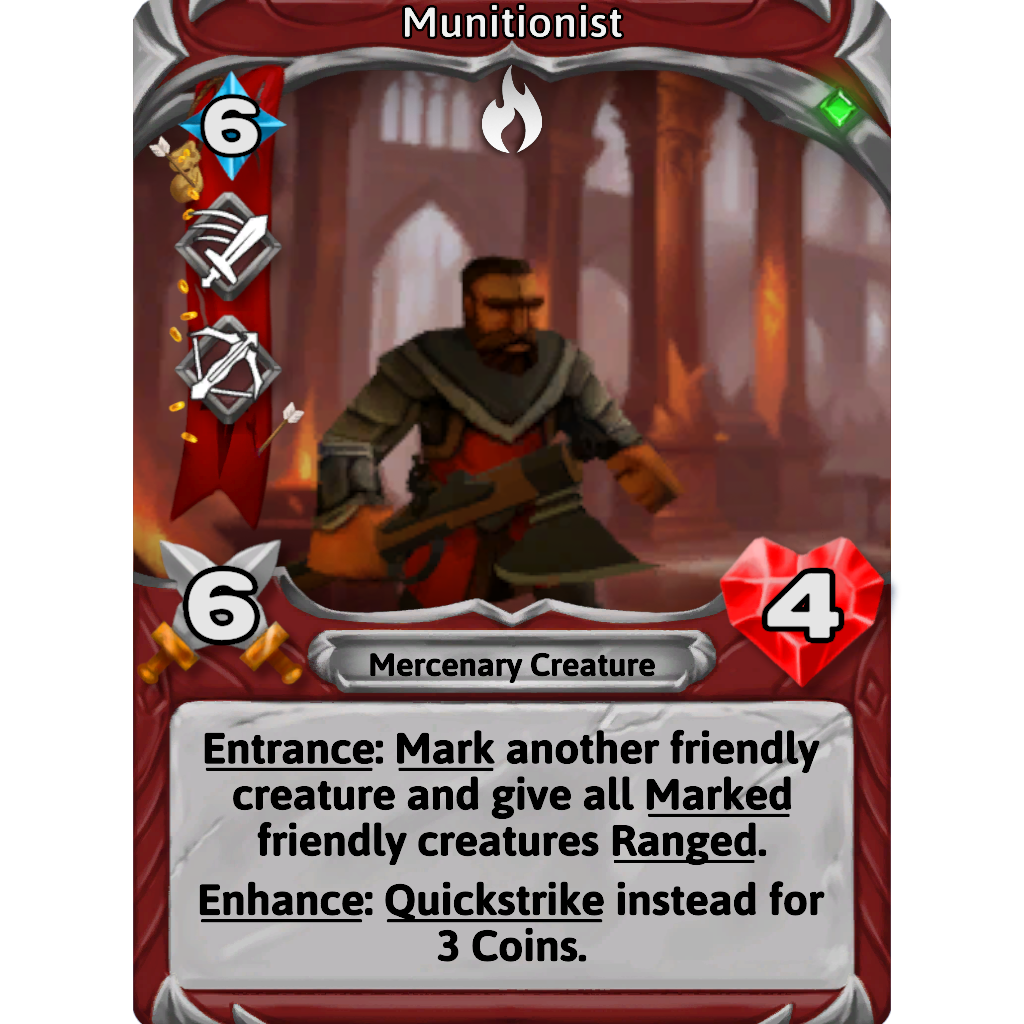 Munitionist
6
6
4
Mercenary Creature
Entrance: Mark another friendly
creature and give all Marked
friendly creatures Ranged.
Enhance: Quickstrike instead for
3 Coins.